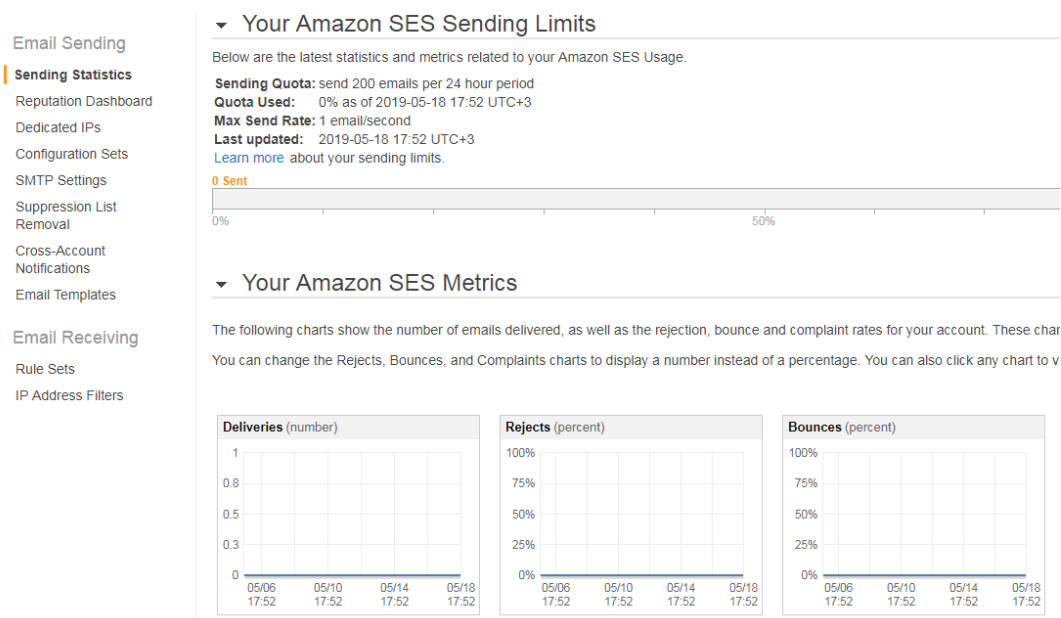 Email Sending
Sending Statistics
Reputation Dashboard
Dedicated IPs
Configuration Sets
SMTP Settings
Suppression List
Removal
Cross-Account
Notifications
Email Templates
Email Receiving
Rule Sets
IP Address Filters
Your Amazon SES Sending Limits
Below are the latest statistics and metrics related to your Amazon SES Usage.
Sending Quota: send 200 emails per 24 hour period
Quota Used: 0% as of 2019-05-18 17:52 UTC+3
Max Send Rate: 1 email/second
Last updated: 2019-05-18 17:52 UTC+3
Learn more about your sending limits.
0 Sent
0% 50%
Your Amazon SES Metrics
The following charts show the number of emails delivered, as well as the rejection, bounce and complaint rates for your account. These char
You can change the Rejects, Bounces, and Complaints charts to display a number instead of a percentage. You can also click any chart to v
Deliveries (number)
1
0.8
0.5
0.3
0
05/06 05/10 05/14 05/18
17:52 17:52 17:52 17:52
Rejects (percent)
100%
75%
50%
25%
0%
05/06 05/10 05/14 05/18
17:52 17:52 17:52 17:52
Bounces (percent)
100%
75%
50%
25%
0%
05/06 05/10 05/14 05/18
17:52 17:52 17:52 17:52